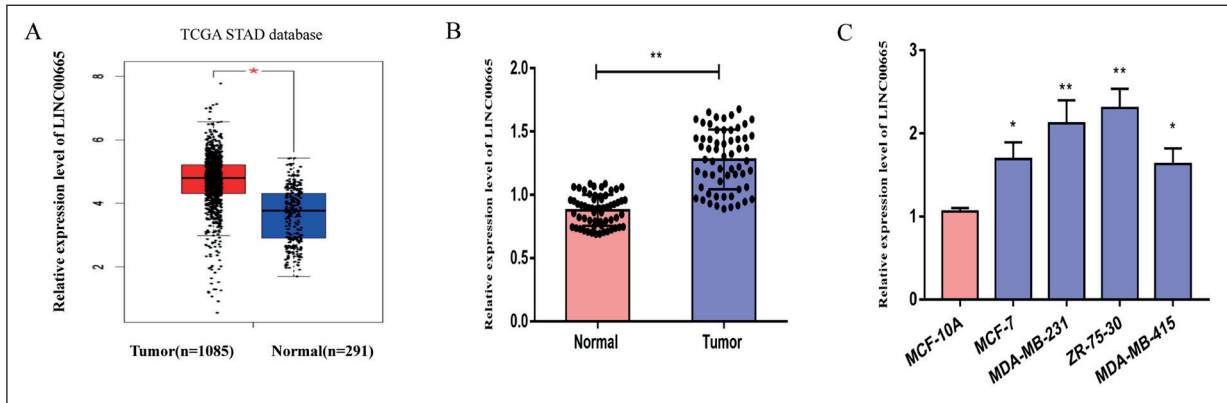 A
TCGA STAD database
*
Relative expression level of LINC00665
8
6
4
2
Tumor(n=1085) Normal(n=291)
B
**
Relative expression level of LINC00665
2.0
1.5
1.0
0.5
0.0
Normal Tumor
C
Relative expression level of LINC00665
3
2
1
0
*
**
**
*
MCF-10A
MCF-7
MDA-MB-231
ZR-75-30
MDA-MB-415